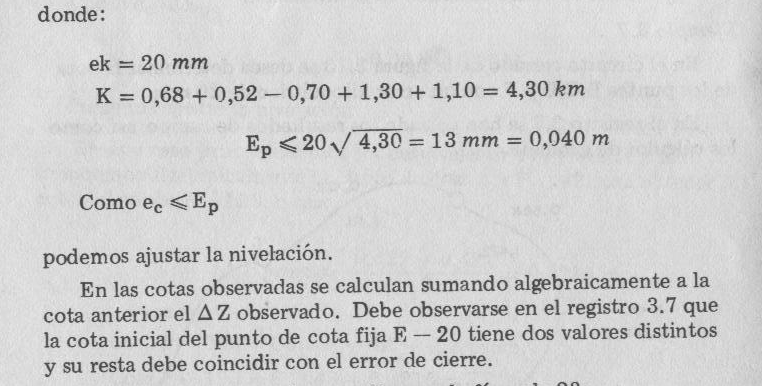 donde:
ek = 20 mm
K = 0,68 + 0,52 — 0,70 + 1,30 + 1,10 = 4,30 km
Ep ⩽ 20 √4,30 = 13 mm = 0,040 m
Como ec ⩽ Ep
podemos ajustar la nivelación.
En las cotas observadas se calculan sumando algebraicamente a la
cota anterior el Δ Z observado. Debe observarse en el registro 3.7 que
la cota inicial del punto de cota fija E — 20 tiene dos valores distintos
y su resta debe coincidir con el error de cierre.